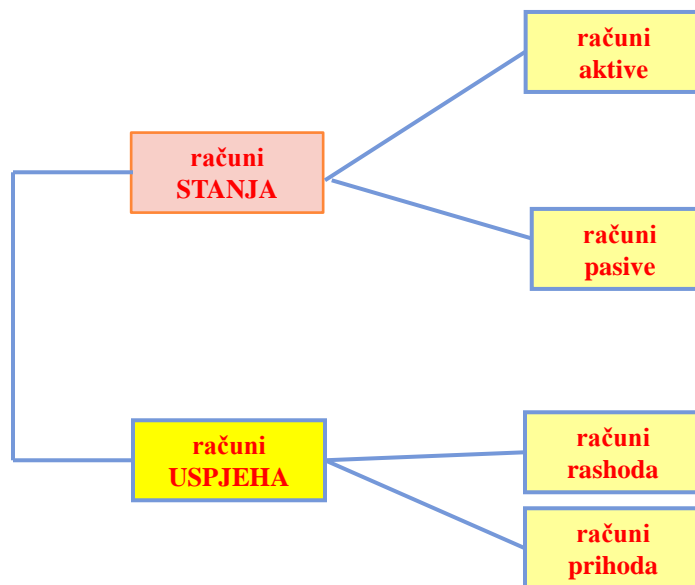 računi
aktive
računi
STANJA
računi
pasive
računi
USPJEHA
računi
rashoda
računi
prihoda